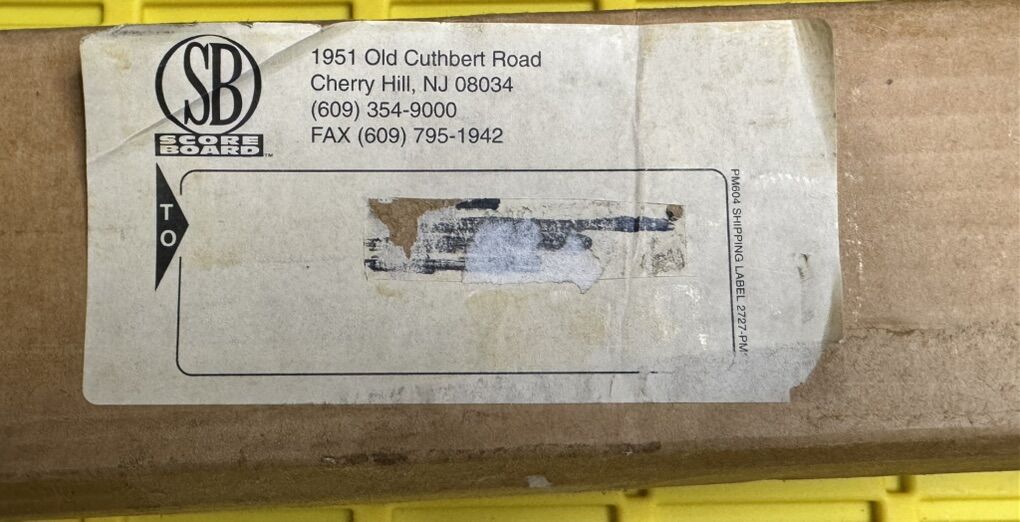 SB
SCORE
BOARD™
1951 Old Cuthbert Road
Cherry Hill, NJ 08034
(609) 354-9000
FAX (609) 795-1942
TO
PM604 SHIPPING LABEL 2727-PM